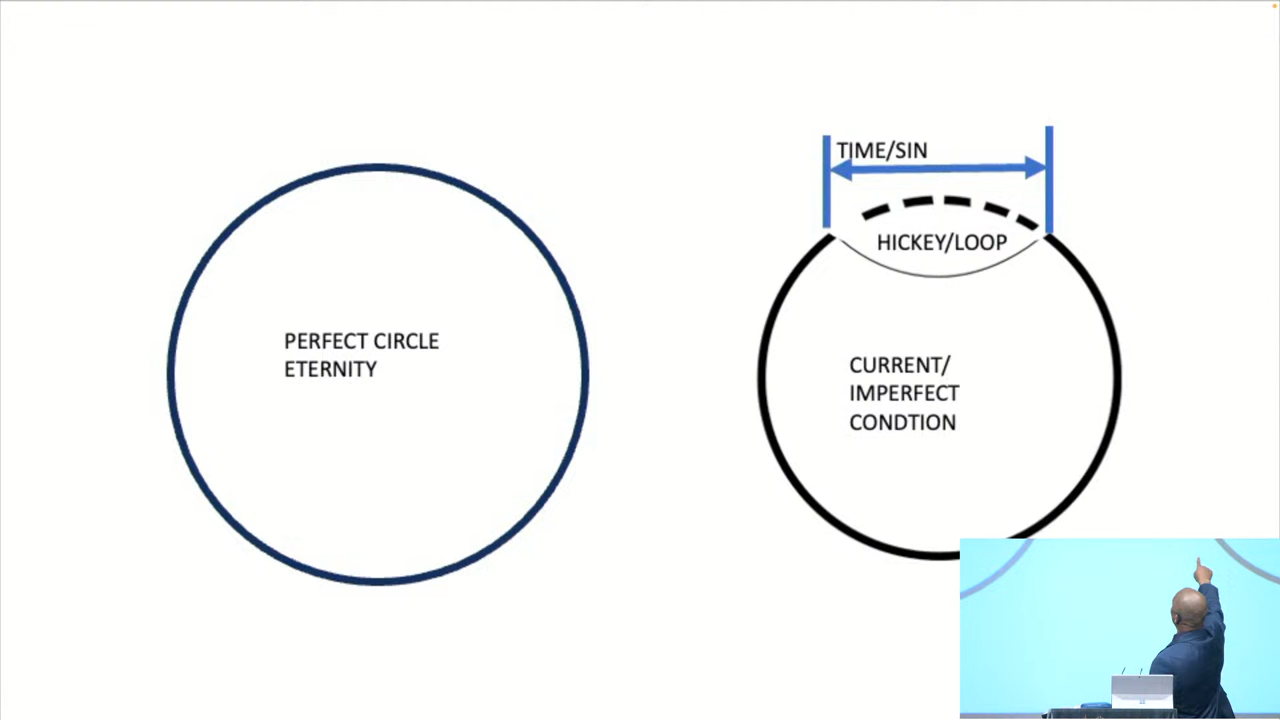 PERFECT CIRCLE
ETERNITY
TIME/SIN
HICKEY/LOOP
CURRENT/
IMPERFECT
CONDTION